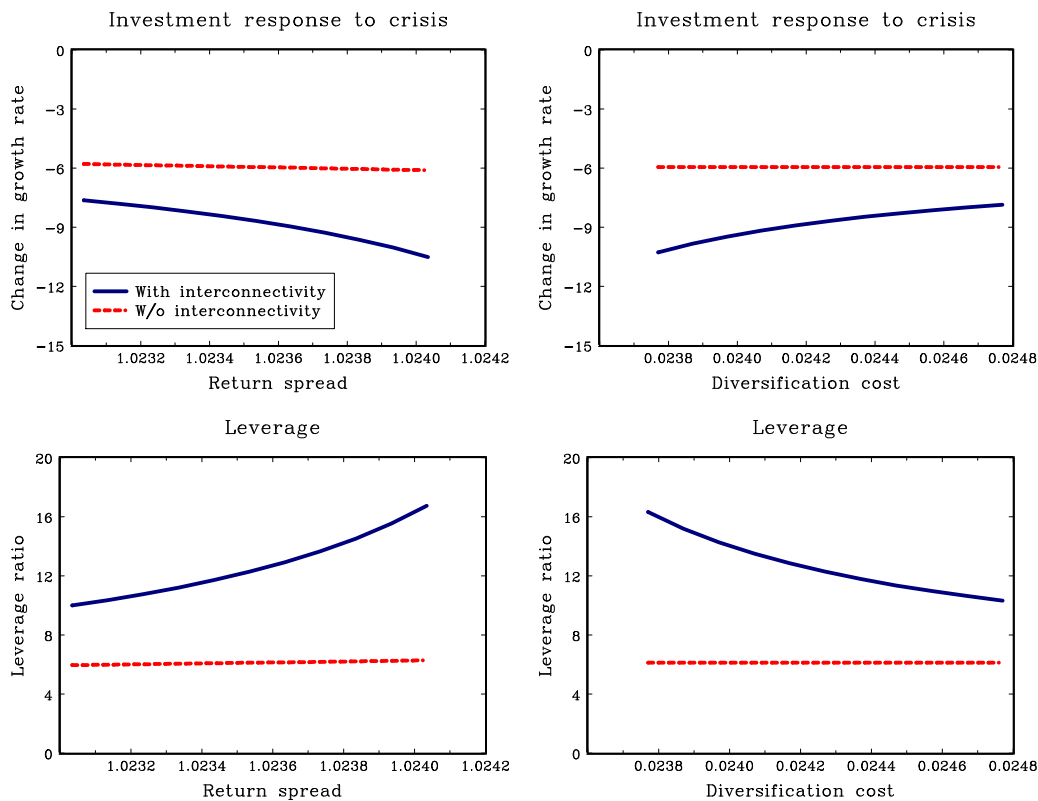 Investment response to crisis
Change in growth rate
0
−3
−6
−9
−12
−15
With interconnectivity
W/o interconnectivity
1.0232 1.0234 1.0236 1.0238 1.0240 1.0242
Return spread
Investment response to crisis
Change in growth rate
0
−3
−6
−9
−12
−15
0.0238 0.0240 0.0242 0.0244 0.0246 0.0248
Diversification cost
Leverage
Leverage ratio
20
16
12
8
4
0
1.0232 1.0234 1.0236 1.0238 1.0240 1.0242
Return spread
Leverage
Leverage ratio
20
16
12
8
4
0
0.0238 0.0240 0.0242 0.0244 0.0246 0.0248
Diversification cost